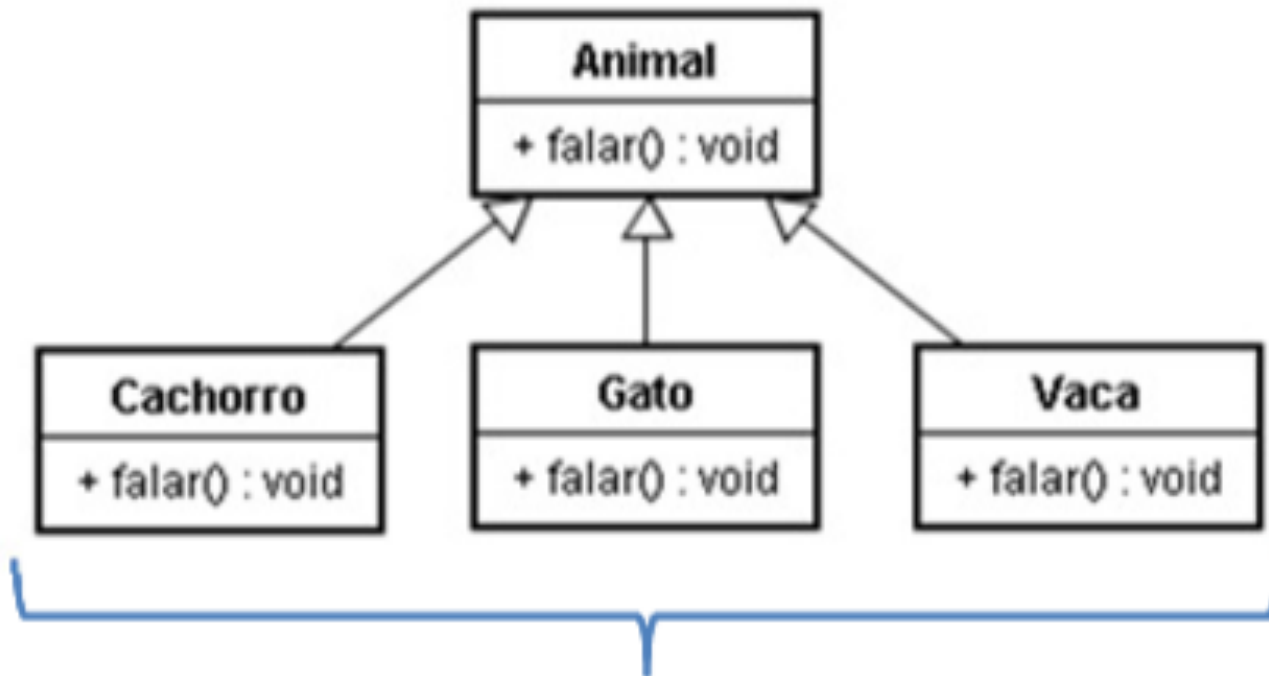 Animal
+ falar() : void
Cachorro
Gato
Vaca
+ falar() : void
+ falar() : void
+ falar() : void